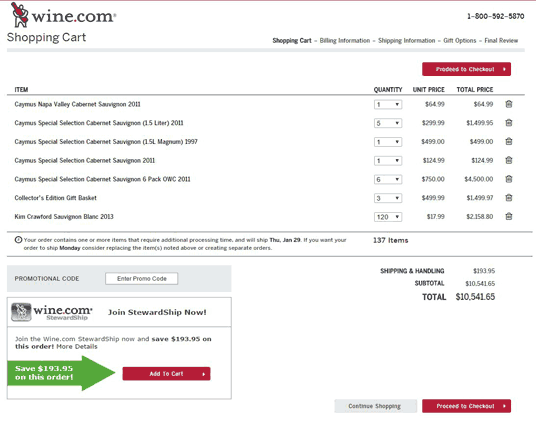 wine.com®
1-800-592-5870
Shopping Cart
Shopping Cart – Billing Information – Shipping Information – Gift Options – Final Review
Proceed to Checkout
ITEM QUANTITY UNIT PRICE TOTAL PRICE
Caymus Napa Valley Cabernet Sauvignon 2011 1 $64.99 $64.99
Caymus Special Selection Cabernet Sauvignon (1.5 Liter) 2011 5 $299.99 $1,499.95
Caymus Special Selection Cabernet Sauvignon (1.5L Magnum) 1997 1 $499.00 $499.00
Caymus Special Selection Cabernet Sauvignon 2011 1 $124.99 $124.99
Caymus Special Selection Cabernet Sauvignon 6 Pack OWC 2011 6 $750.00 $4,500.00
Collector's Edition Gift Basket 3 $499.99 $1,499.97
Kim Crawford Sauvignon Blanc 2013 120 $17.99 $2,158.80
Your order contains one or more items that require additional processing time, and will ship Thu, Jan 29. If you want your
order to ship Monday consider replacing the item(s) noted above or creating separate orders.
137 Items
PROMOTIONAL CODE Enter Promo Code
SHIPPING & HANDLING $193.95
SUBTOTAL $10,541.65
TOTAL $10,541.65
wine.com®
StewardShip
Join StewardShip Now!
Join the Wine.com StewardShip now and save $193.95 on
this order! More Details
Save $193.95
on this order!
Add To Cart
Continue Shopping
Proceed to Checkout